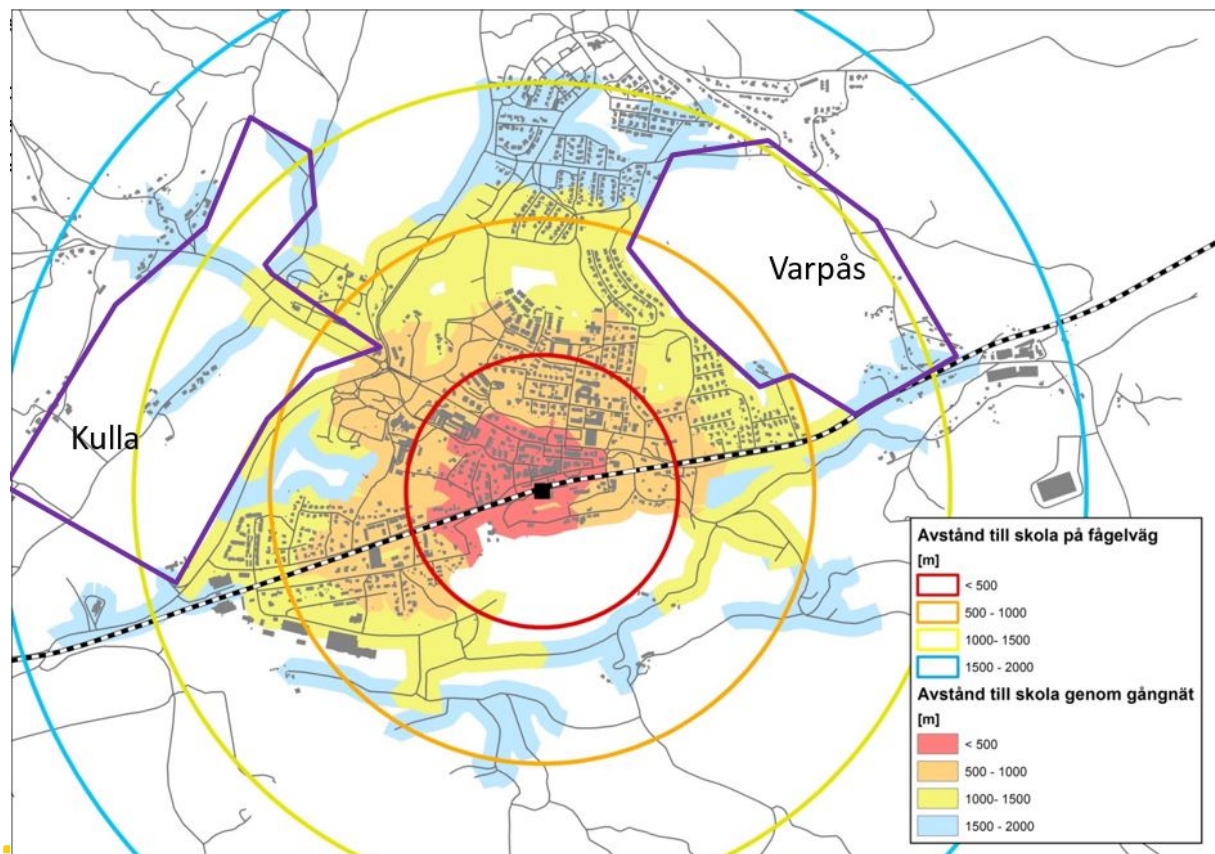 Varpås
Kulla
Avstånd till skola på fågelväg
[m]
< 500
500 - 1000
1000- 1500
1500 - 2000
Avstånd till skola genom gångnät
[m]
< 500
500 - 1000
1000- 1500
1500 - 2000